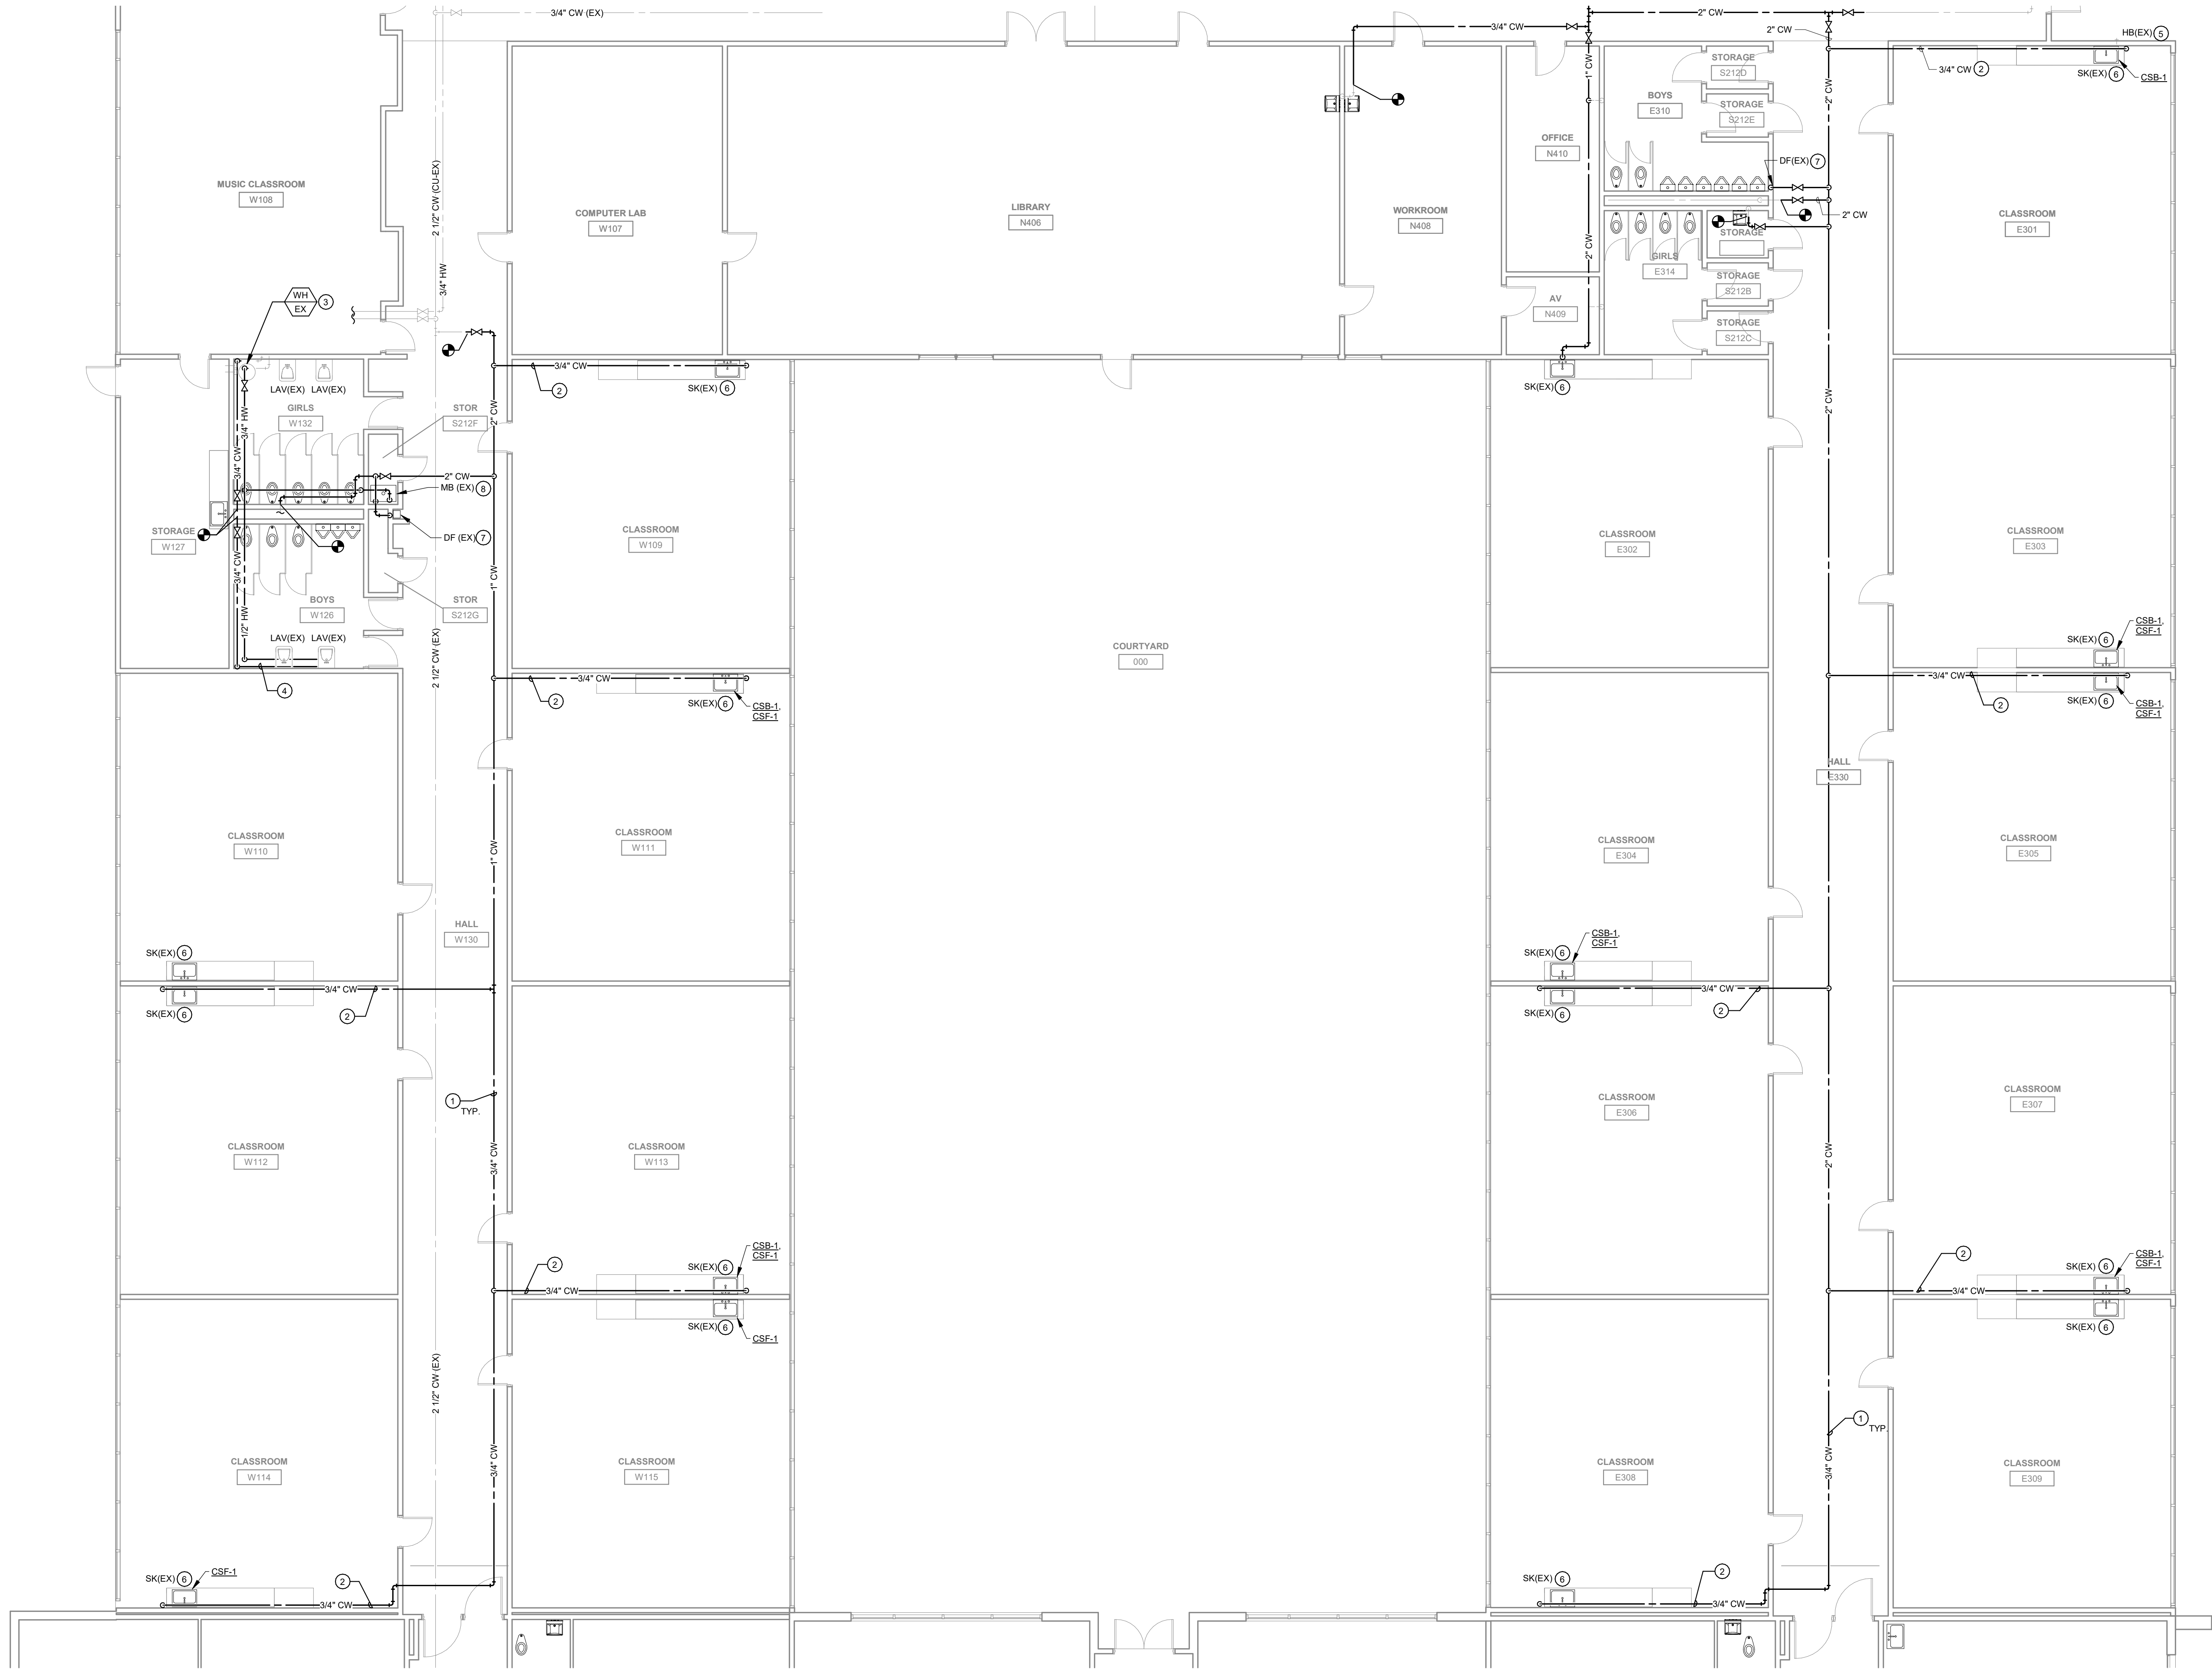 3/4" CW (EX)
3/4" CW
2" CW
2" CW
HB(EX) 5
3/4" CW 2
SK(EX) 6
CSB-1
1" CW
2" CW
STORAGE
S212D
BOYS
E310
STORAGE
S212E
OFFICE
N410
DF(EX) 7
2 1/2" CW (CU-EX)
MUSIC CLASSROOM
W108
COMPUTER LAB
W107
LIBRARY
N406
WORKROOM
N408
2" CW
CLASSROOM
E301
STORAGE
2" CW
GIRLS
E314
STORAGE
S212B
3/4" HW
WH
EX
3
AV
N409
STORAGE
S212C
3/4" CW
2
SK(EX) 6
SK(EX) 6
LAV(EX)
LAV(EX)
GIRLS
W132
STOR
S212F
2" CW
2" CW
3/4" HW
3/4" CW
2" CW
MB (EX) 8
STORAGE
W127
DF (EX) 7
CLASSROOM
W109
CLASSROOM
E302
CLASSROOM
E303
3/4" CW
1" CW
BOYS
W126
STOR
S212G
1/2" HW
LAV(EX)
LAV(EX)
4
2 1/2" CW (EX)
COURTYARD
000
SK(EX) 6
CSB-1,
CSF-1
3/4" CW
2
SK(EX) 6
CSB-1,
CSF-1
3/4" CW
2
SK(EX) 6
CSB-1,
CSF-1
HALL
E330
CLASSROOM
W110
CLASSROOM
W111
1" CW
CLASSROOM
E304
CLASSROOM
E305
HALL
W130
SK(EX) 6
SK(EX) 6
CSB-1,
CSF-1
3/4" CW
2
SK(EX) 6
3/4" CW
2
SK(EX) 6
1
TYP.
CLASSROOM
E306
CLASSROOM
E307
CLASSROOM
W112
3/4" CW
CLASSROOM
W113
2" CW
2
SK(EX) 6
CSB-1,
CSF-1
3/4" CW
SK(EX) 6
CSF-1
2
SK(EX) 6
CSB-1,
CSF-1
3/4" CW
SK(EX) 6
2 1/2" CW (EX)
1
TYP.
CLASSROOM
W114
3/4" CW
CLASSROOM
W115
CLASSROOM
E308
3/4" CW
CLASSROOM
E309
SK(EX) 6
CSF-1
2
3/4" CW
SK(EX) 6
2
3/4" CW